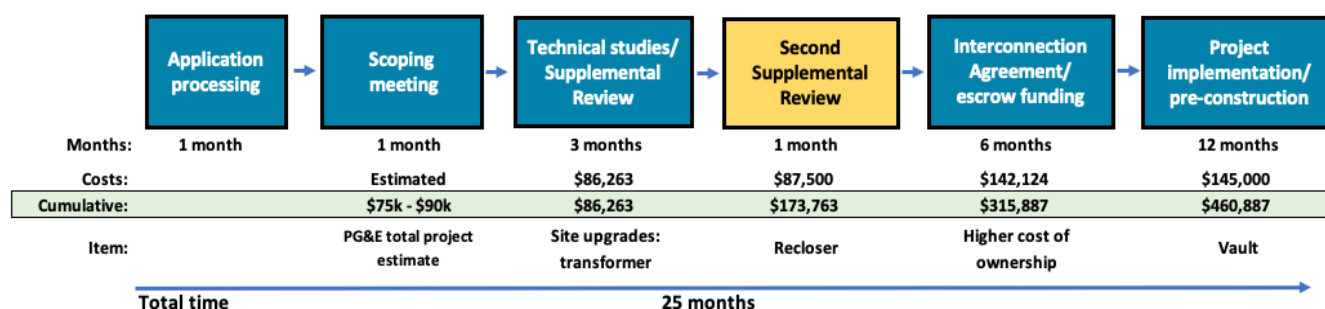 Application
processing
Scoping
meeting
Technical studies/
Supplemental
Review
Second
Supplemental
Review
Interconnection
Agreement/
escrow funding
Project
implementation/
pre-construction
Months: 1 month 1 month 3 months 1 month 6 months 12 months
Costs: Estimated $86,263 $87,500 $142,124 $145,000
Cumulative: $75k - $90k $86,263 $173,763 $315,887 $460,887
Item:
PG&E total project
estimate
Site upgrades:
transformer
Recloser
Higher cost of
ownership
Vault
Total time 25 months